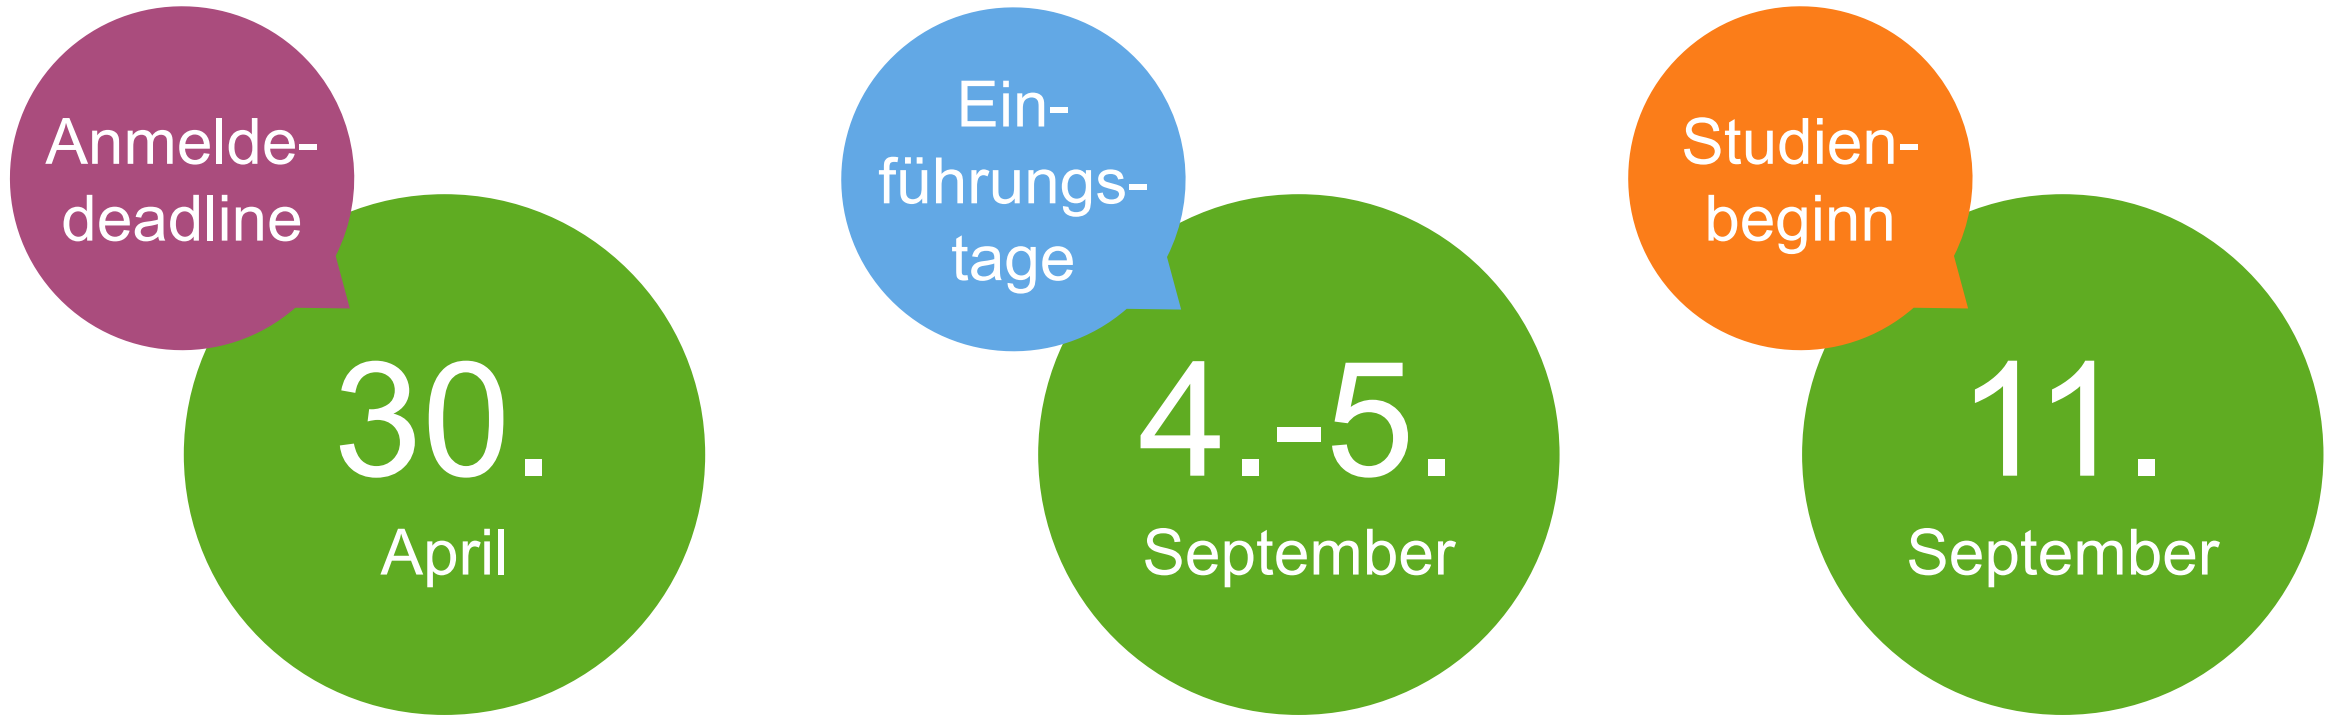 Anmelde-
deadline
30.
April
Ein-
führungs-
tage
4.-5.
September
Studien-
beginn
11.
September